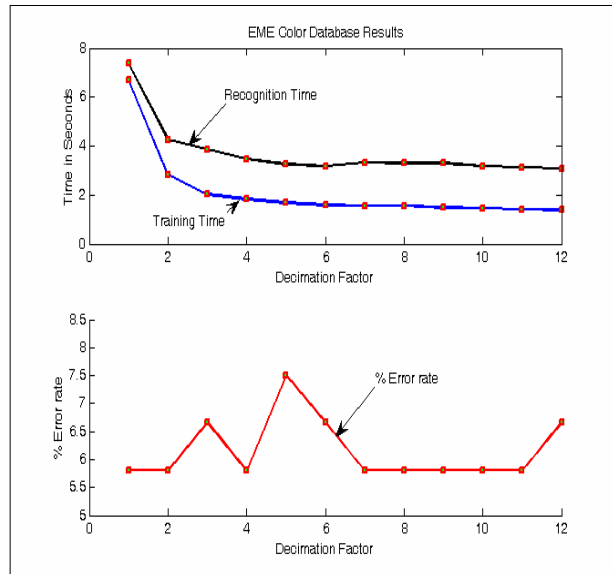 EME Color Database Results
8
6
4
2
0
Time in Seconds
Recognition Time
Training Time
0 2 4 6 8 10 12
Decimation Factor
8.5
8
7.5
7
6.5
6
5.5
5
% Error rate
% Error rate
0 2 4 6 8 10 12
Decimation Factor